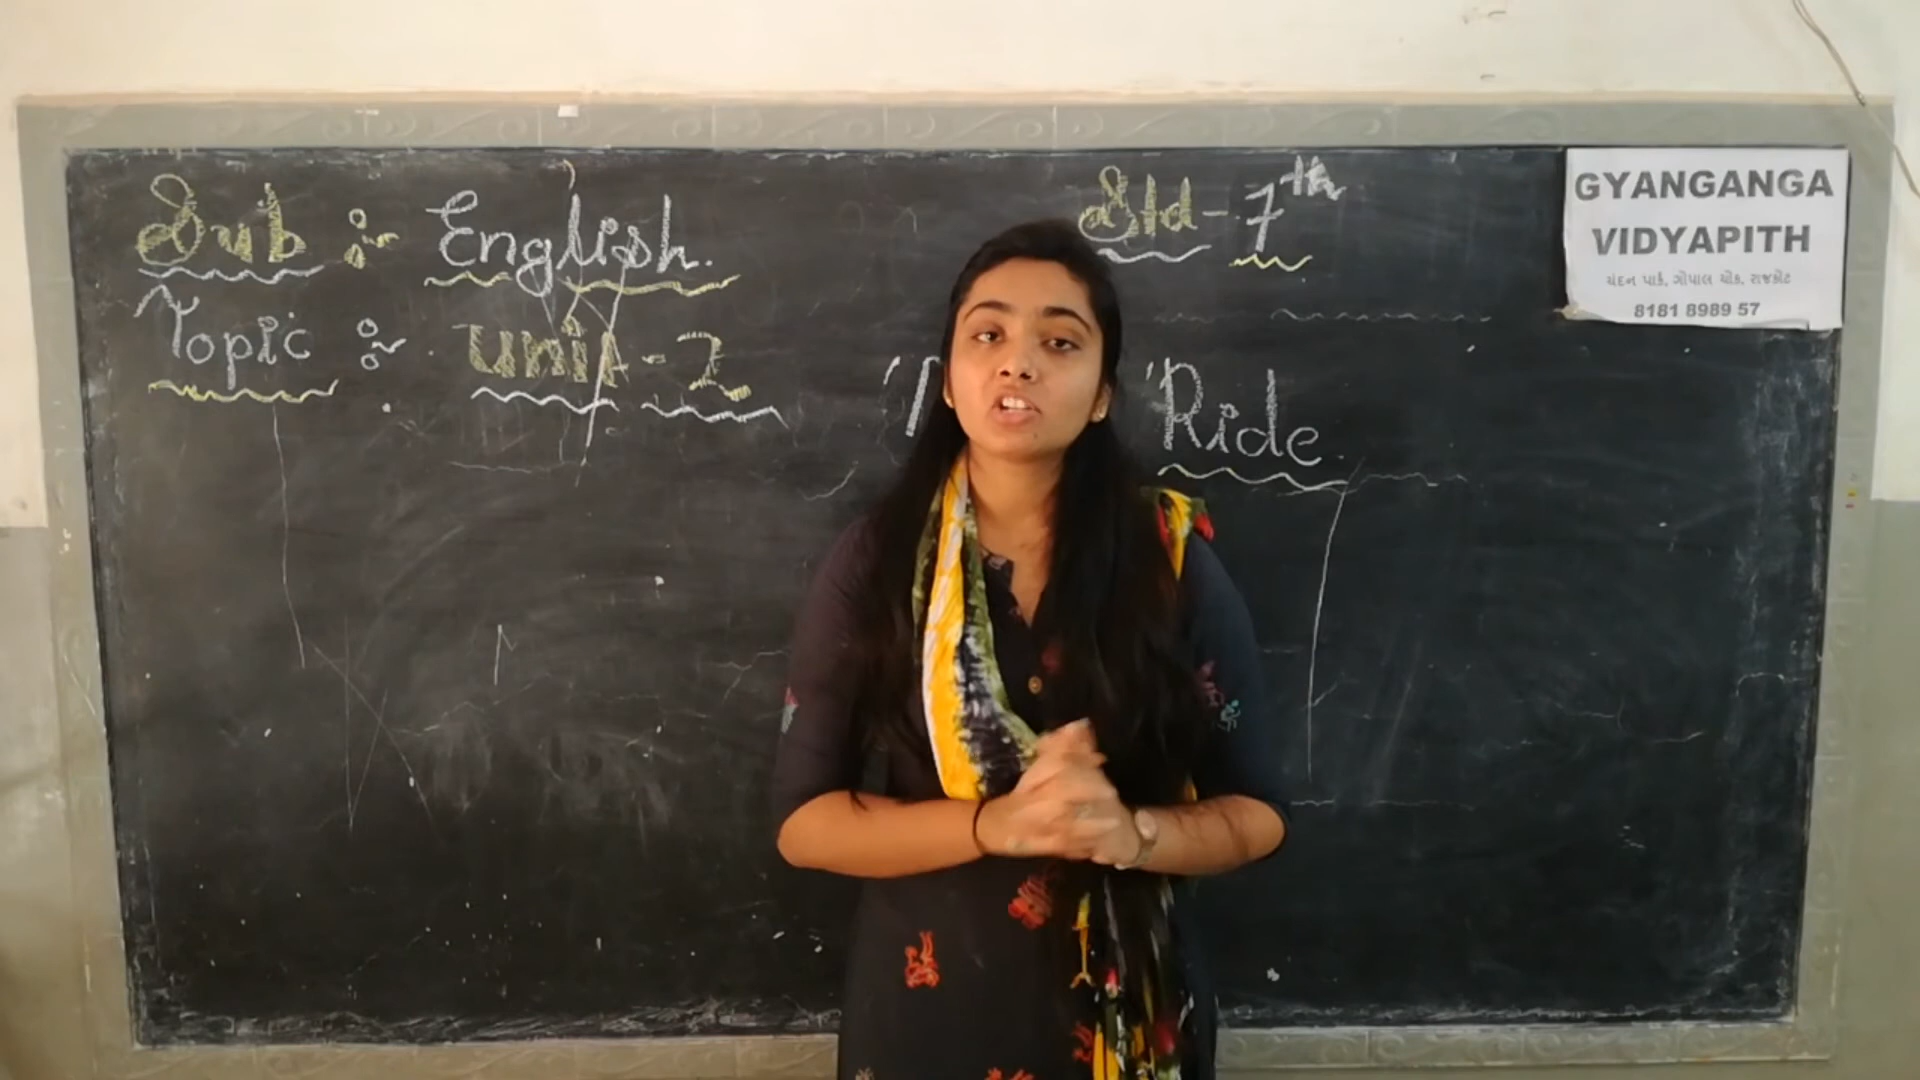 Sub :- English.
Std - 7th
Topic :- Unit - 2
'Ride
GYANGANGA
VIDYAPITH
ચંદન પાર્ક, ગોપાલ ચોક, રાજકોટ
8181 8989 57